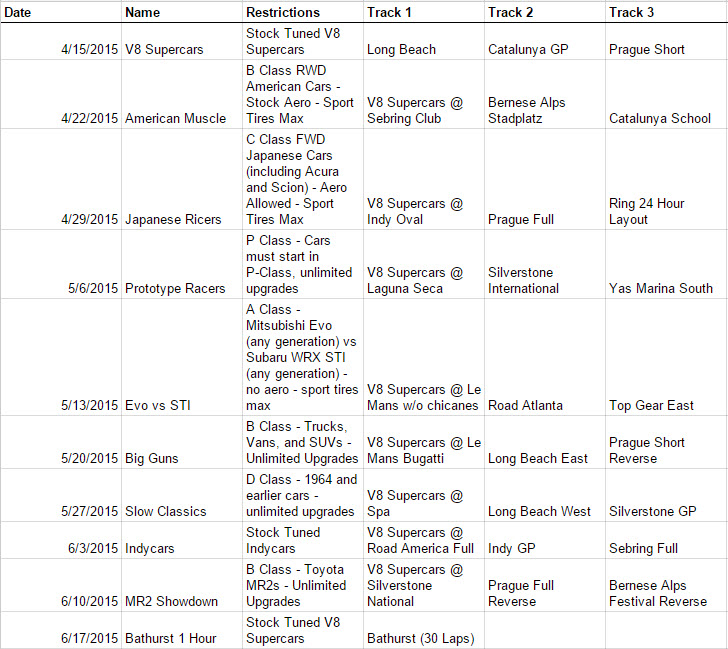 Date Name Restrictions Track 1 Track 2 Track 3
4/15/2015 V8 Supercars Stock Tuned V8
Supercars Long Beach Catalunya GP Prague Short
4/22/2015 American Muscle B Class RWD
American Cars -
Stock Aero - Sport
Tires Max V8 Supercars @
Sebring Club Bernese Alps
Stadplatz Catalunya School
4/29/2015 Japanese Ricers C Class FWD
Japanese Cars
(including Acura
and Scion) - Aero
Allowed - Sport
Tires Max V8 Supercars @
Indy Oval Prague Full Ring 24 Hour
Layout
5/6/2015 Prototype Racers P Class - Cars
must start in
P-Class, unlimited
upgrades V8 Supercars @
Laguna Seca Silverstone
International Yas Marina South
5/13/2015 Evo vs STI A Class -
Mitsubishi Evo
(any generation) vs
Subaru WRX STI
(any generation) -
no aero - sport tires
max V8 Supercars @ Le
Mans w/o chicanes Road Atlanta Top Gear East
5/20/2015 Big Guns B Class - Trucks,
Vans, and SUVs -
Unlimited Upgrades V8 Supercars @ Le
Mans Bugatti Long Beach East Prague Short
Reverse
5/27/2015 Slow Classics D Class - 1964 and
earlier cars -
unlimited upgrades V8 Supercars @
Spa Long Beach West Silverstone GP
6/3/2015 Indycars Stock Tuned
Indycars V8 Supercars @
Road America Full Indy GP Sebring Full
6/10/2015 MR2 Showdown B Class - Toyota
MR2s - Unlimited
Upgrades V8 Supercars @
Silverstone
National Prague Full
Reverse Bernese Alps
Festival Reverse
6/17/2015 Bathurst 1 Hour Stock Tuned V8
Supercars Bathurst (30 Laps)